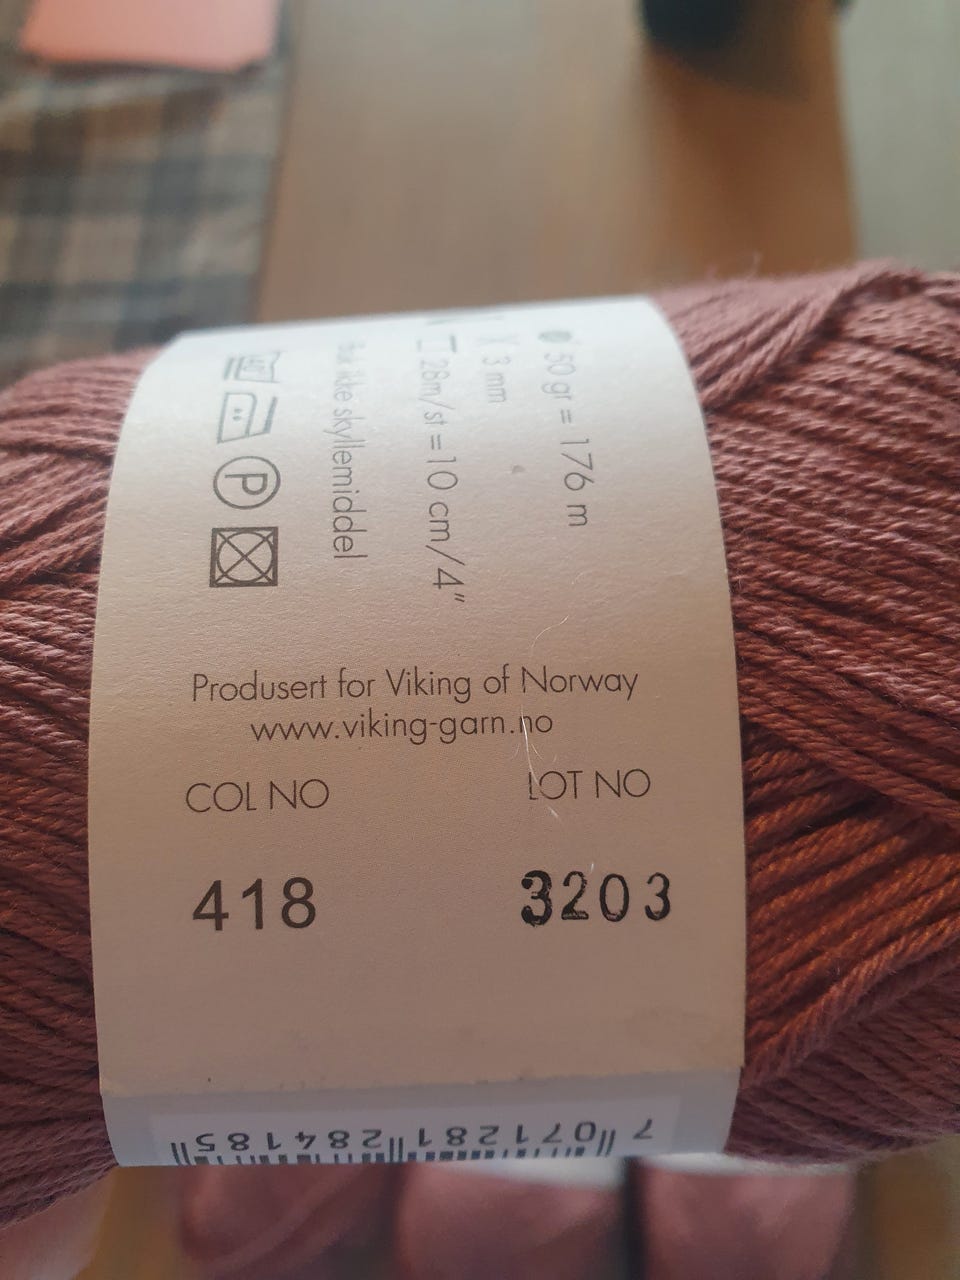 50 gr = 176 m
3 mm
28m/st = 10 cm/4"
ikke skyllemiddel
40°
P
Produsert for Viking of Norway
www.viking-garn.no
COL NO LOT NO
418 3203
7 071281 284185